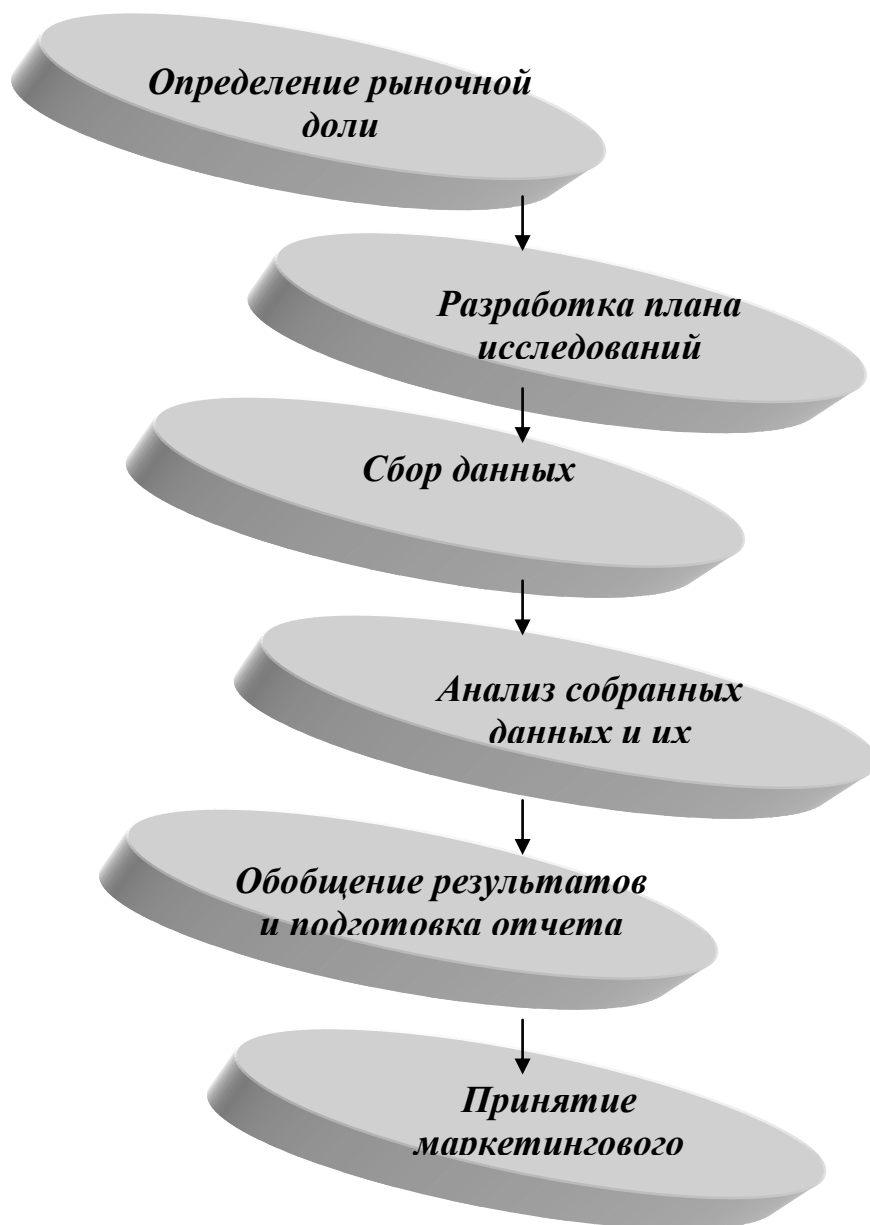 Определение рыночной
доли
Разработка плана
исследований
Сбор данных
Анализ собранных
данных и их
Обобщение результатов
и подготовка отчета
Принятие
маркетингового